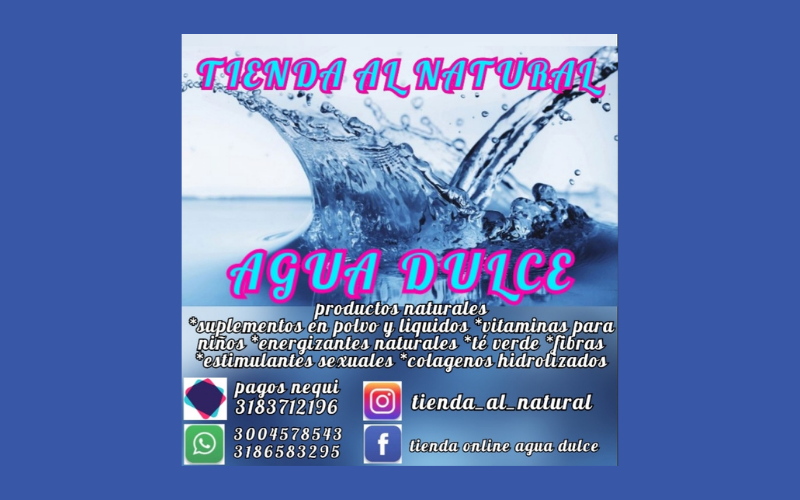 TIENDA AL NATURAL
AGUA DULCE
productos naturales
*suplementos en polvo y liquidos *vitaminas para
niños *energizantes naturales *té verde *fibras
*estimulantes sexuales *colagenos hidrolizados
pagos nequi
3183712196
tienda_al_natural
3004578543
3186583295
tienda online agua dulce